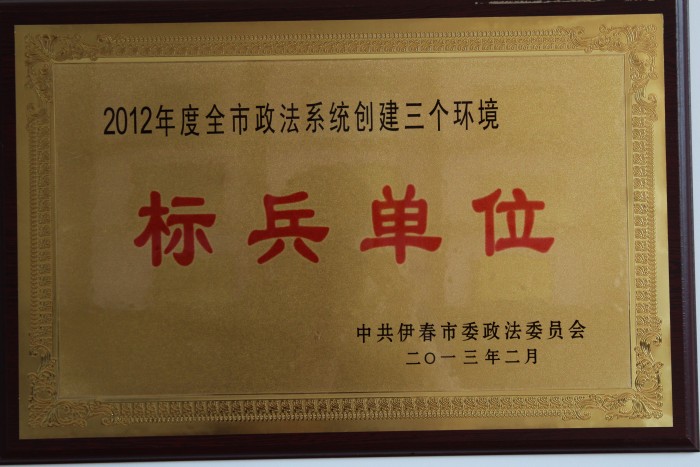 2012年度全市政法系统创建三个环境
标兵单位
中共伊春市委政法委员会
二〇一三年二月